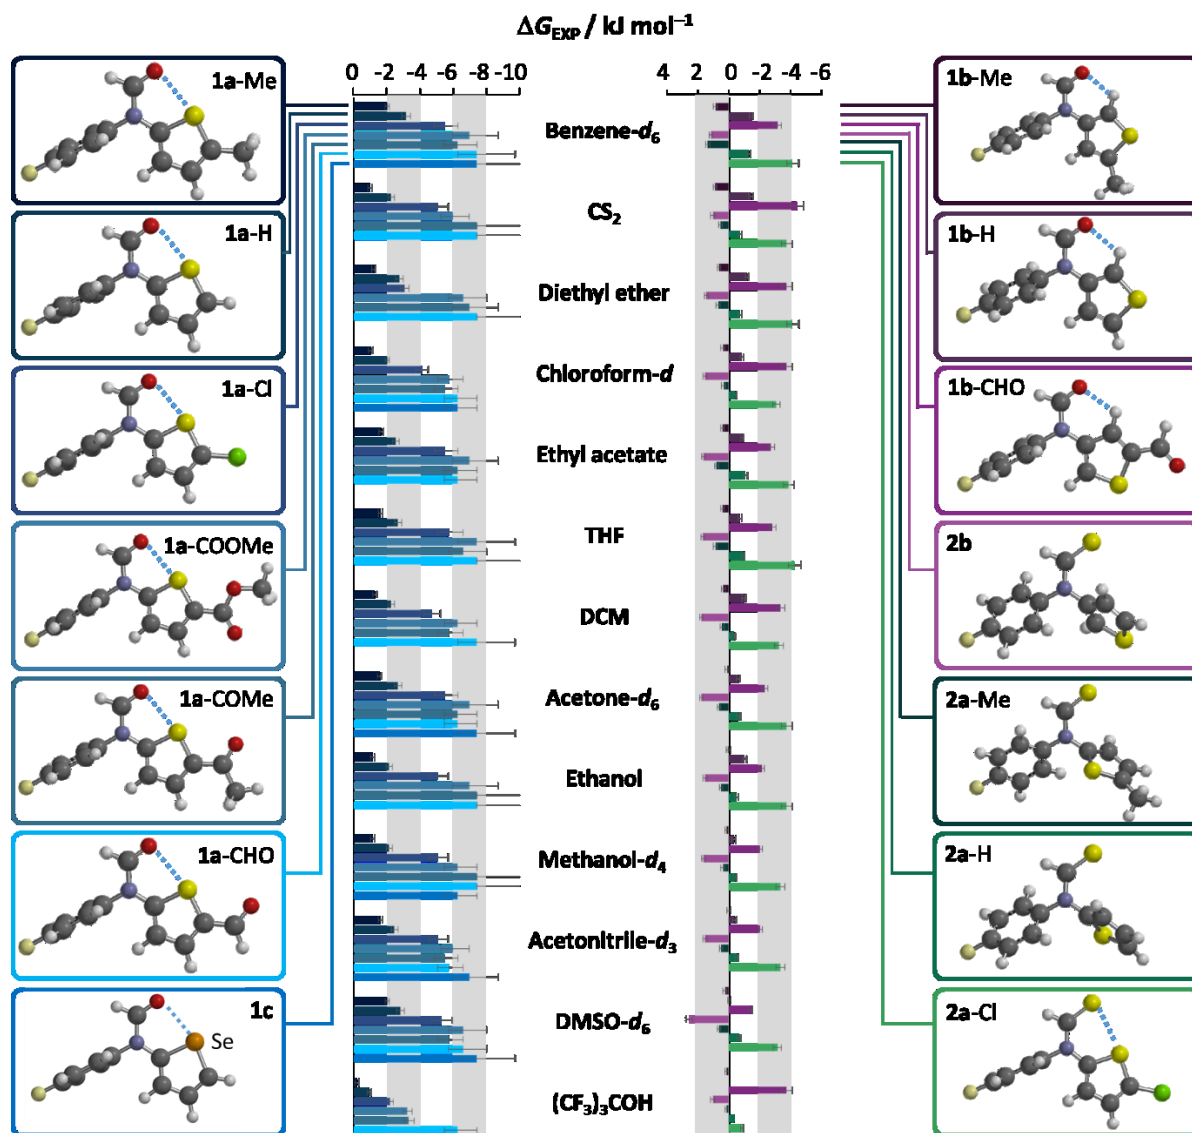 ΔG_EXP / kJ mol⁻¹
0 -2 -4 -6 -8 -10
4 2 0 -2 -4 -6
1a-Me
1a-H
1a-Cl
1a-COOMe
1a-COMe
1a-CHO
1c
Se
Benzene-d₆
CS₂
Diethyl ether
Chloroform-d
Ethyl acetate
THF
DCM
Acetone-d₆
Ethanol
Methanol-d₄
Acetonitrile-d₃
DMSO-d₆
(CF₃)₃COH
1b-Me
1b-H
1b-CHO
2b
2a-Me
2a-H
2a-Cl